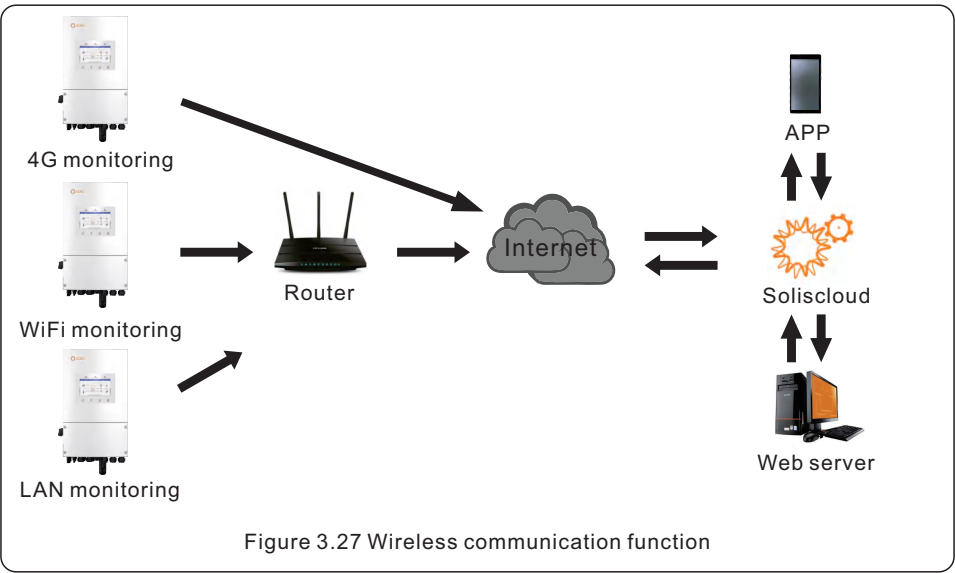 4G monitoring
WiFi monitoring
LAN monitoring
Router
Internet
APP
Soliscloud
Web server
Figure 3.27 Wireless communication function